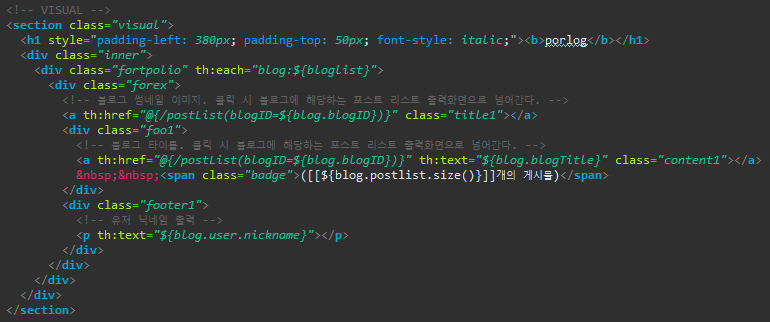 <!-- VISUAL -->
<section class="visual">
<h1 style="padding-left: 380px; padding-top: 50px; font-style: italic;"><b>porlog</b></h1>
<div class="inner">
<div class="fortpolio" th:each="blog:${bloglist}">
<div class="forex">
<!-- 블로그 썸네일 이미지. 클릭 시 블로그에 해당하는 포스트 리스트 출력화면으로 넘어간다. -->
<a th:href="@{/postList(blogID=${blog.blogID})}" class="title1"></a>
<div class="foo1">
<!-- 블로그 타이틀. 클릭 시 블로그에 해당하는 포스트 리스트 출력화면으로 넘어간다. -->
<a th:href="@{/postList(blogID=${blog.blogID})}" th:text="${blog.blogTitle}" class="content1"></a>
&nbsp;&nbsp;<span class="badge">([[${blog.postlist.size()}]]개의 게시물)</span>
</div>
<div class="footer1">
<!-- 유저 닉네임 출력 -->
<p th:text="${blog.user.nickname}"></p>
</div>
</div>
</div>
</div>
</section>